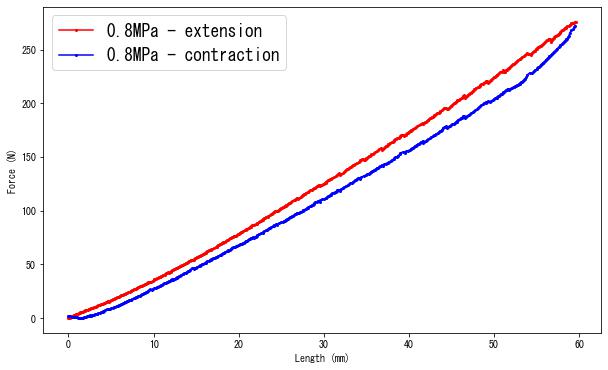 0.8MPa - extension
0.8MPa - contraction
250
200
150
100
50
0
Force (N)
0 10 20 30 40 50 60
Length (mm)